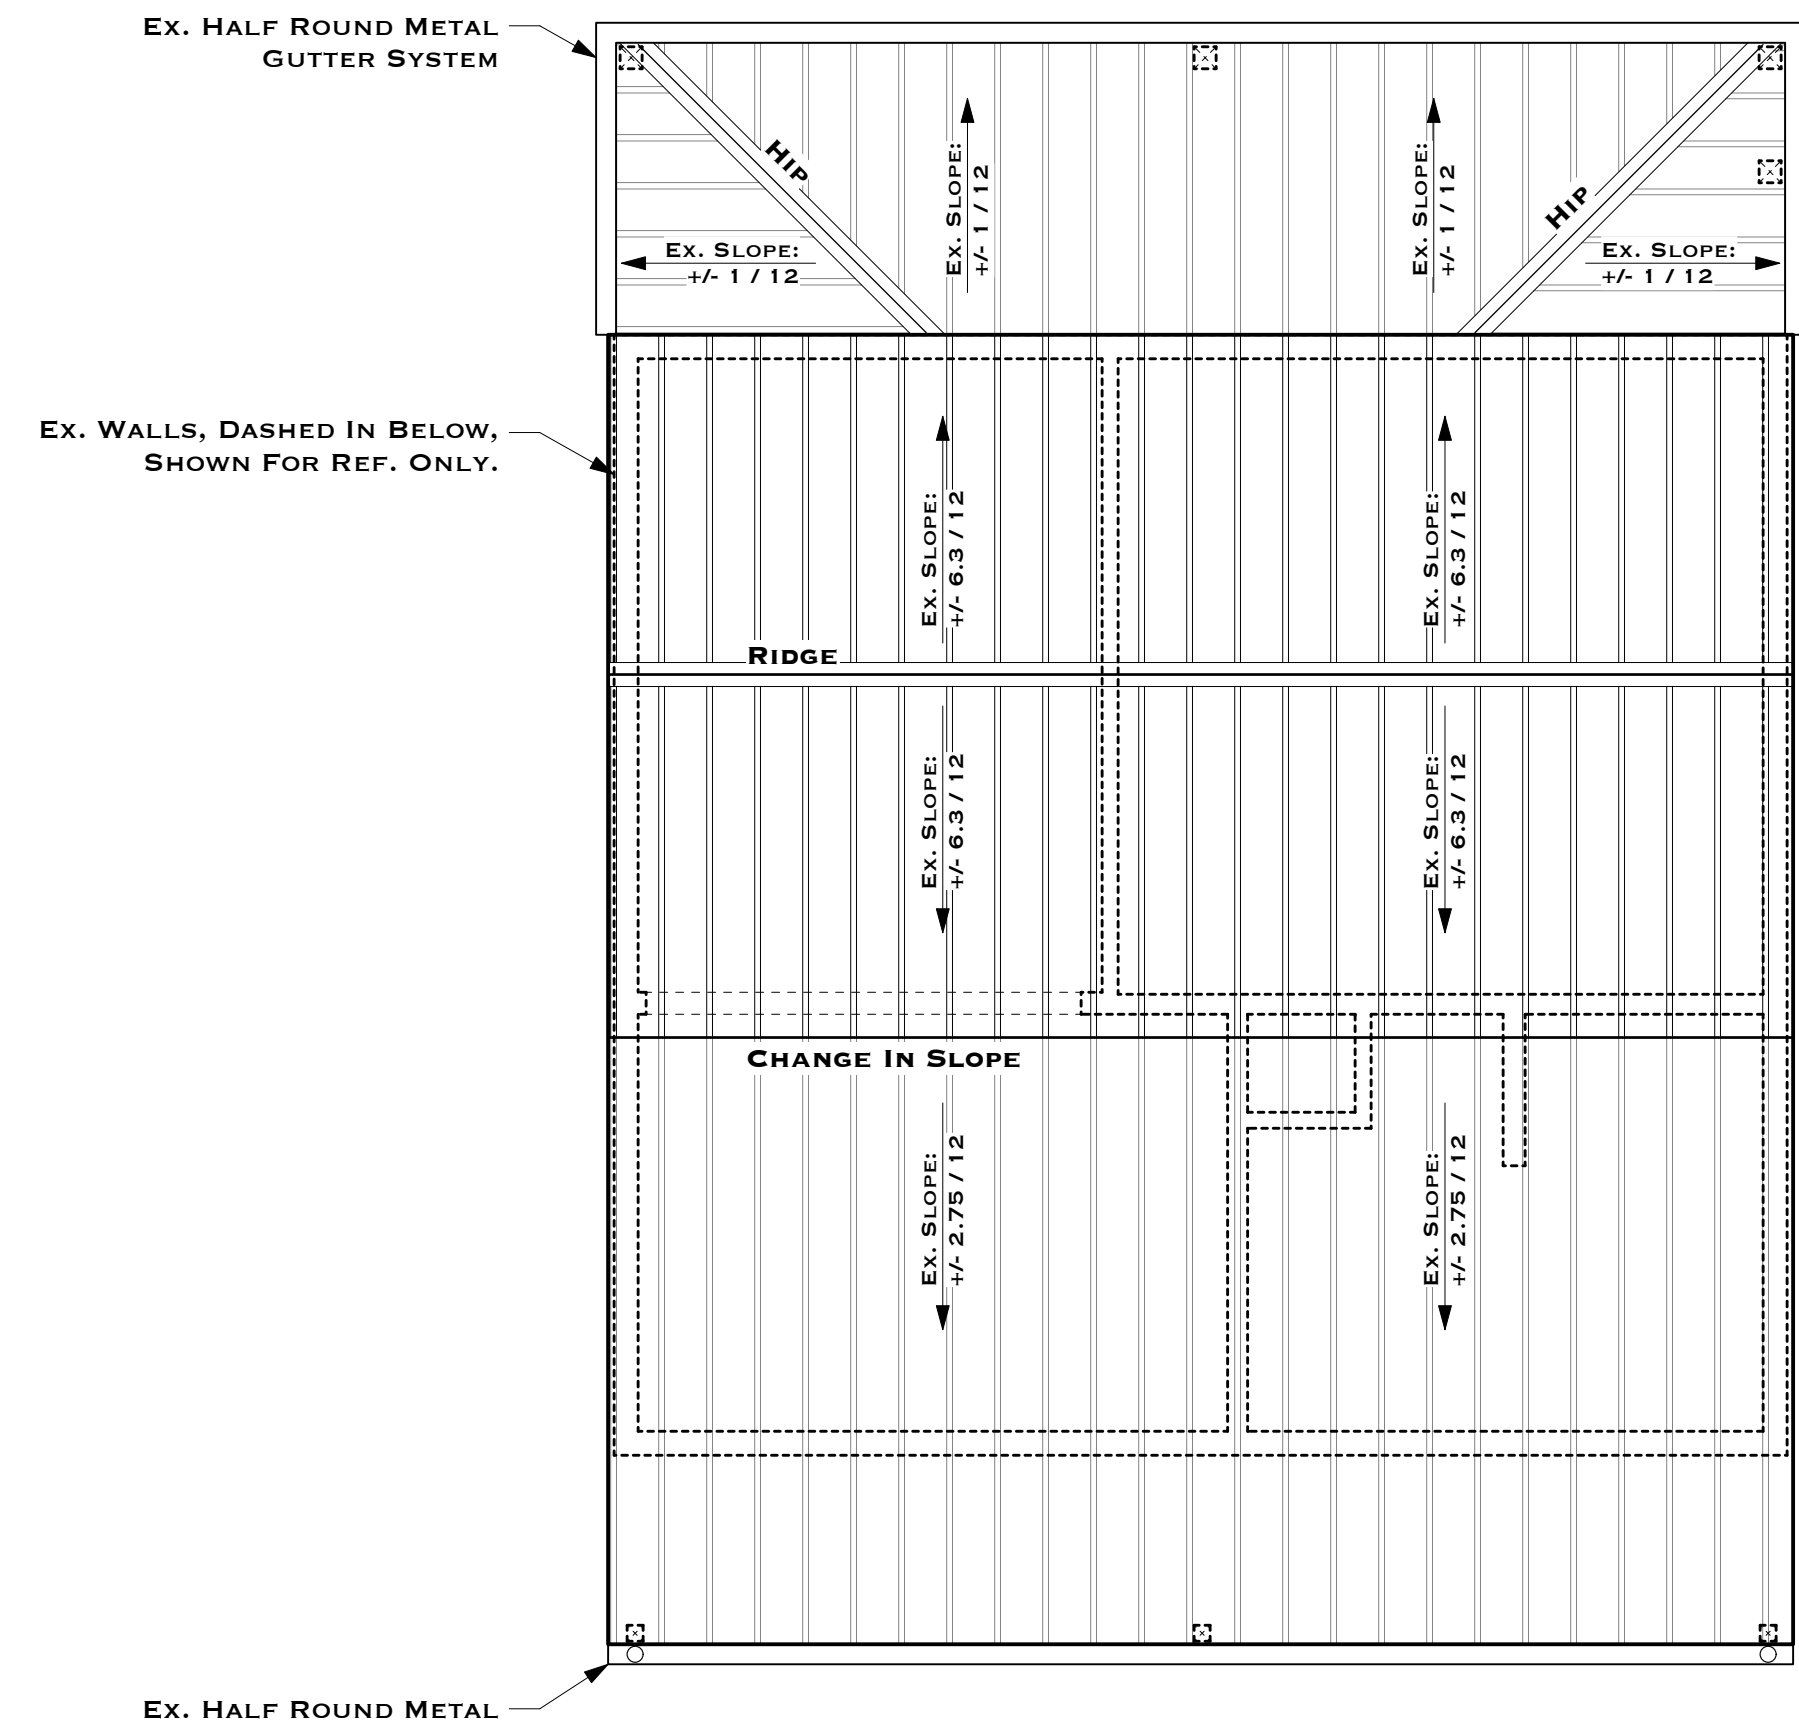 Ex. Half Round Metal
Gutter System
Hip
Ex. Slope:
+/- 1 / 12
Ex. Slope:
+/- 1 / 12
Hip
Ex. Slope:
+/- 1 / 12
Ex. Slope:
+/- 1 / 12
Ex. Walls, Dashed In Below,
Shown For Ref. Only.
Ex. Slope:
+/- 6.3 / 12
Ex. Slope:
+/- 6.3 / 12
Ridge
Ex. Slope:
+/- 6.3 / 12
Ex. Slope:
+/- 6.3 / 12
Change In Slope
Ex. Slope:
+/- 2.75 / 12
Ex. Slope:
+/- 2.75 / 12
Ex. Half Round Metal